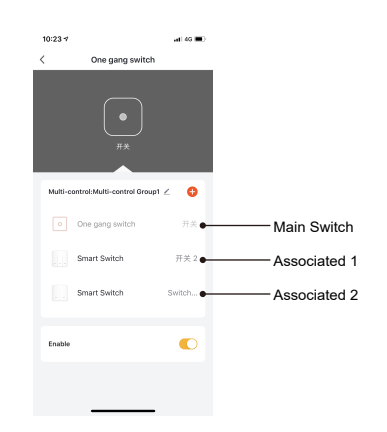 10:23
4G
One gang switch
开关
Multi-control:Multi-control Group1
One gang switch 开关
Main Switch
Smart Switch 开关 2
Associated 1
Smart Switch Switch...
Associated 2
Enable